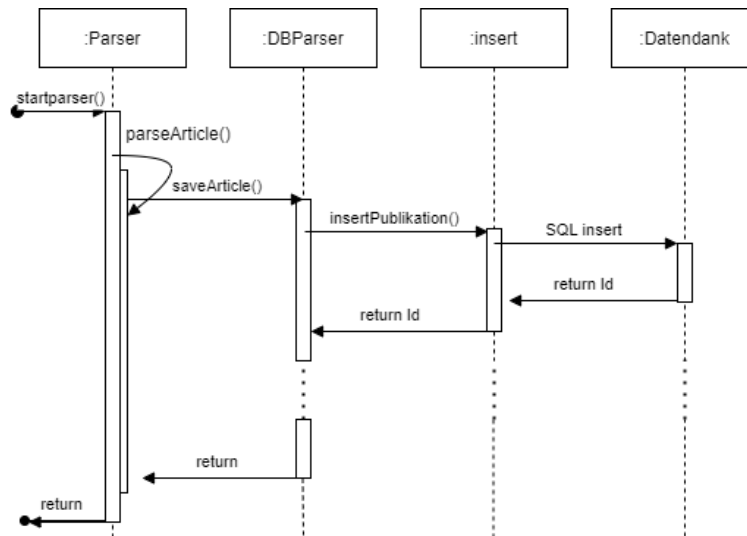 :Parser
:DBParser
:insert
:Datendank
startparser()
parseArticle()
saveArticle()
insertPublikation()
SQL insert
return Id
return Id
return
return